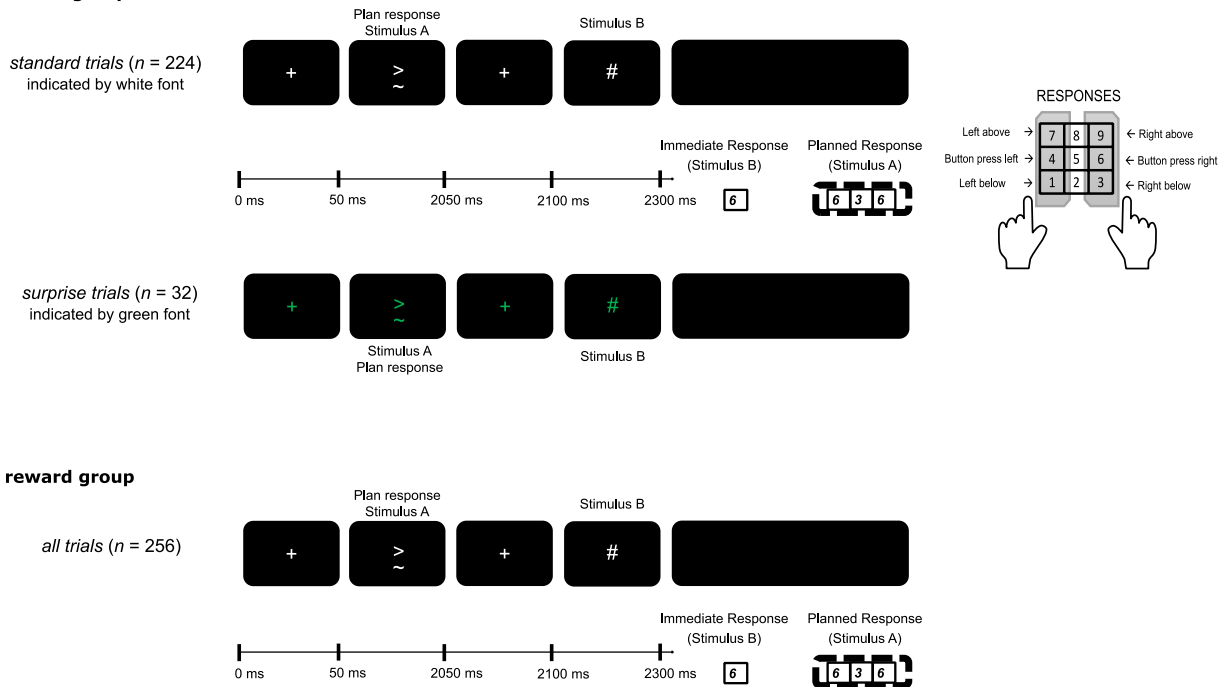 Plan response
Stimulus A
Stimulus B
standard trials (n = 224)
indicated by white font
+
>
~
+
#
RESPONSES
Left above → 7 8 9 ← Right above
Button press left → 4 5 6 ← Button press right
Left below → 1 2 3 ← Right below
Immediate Response
(Stimulus B)
Planned Response
(Stimulus A)
0 ms 50 ms 2050 ms 2100 ms 2300 ms
6
6 3 6
surprise trials (n = 32)
indicated by green font
+
>
~
+
#
Stimulus A
Plan response
Stimulus B
reward group
Plan response
Stimulus A
Stimulus B
all trials (n = 256)
+
>
~
+
#
Immediate Response
(Stimulus B)
Planned Response
(Stimulus A)
0 ms 50 ms 2050 ms 2100 ms 2300 ms
6
6 3 6